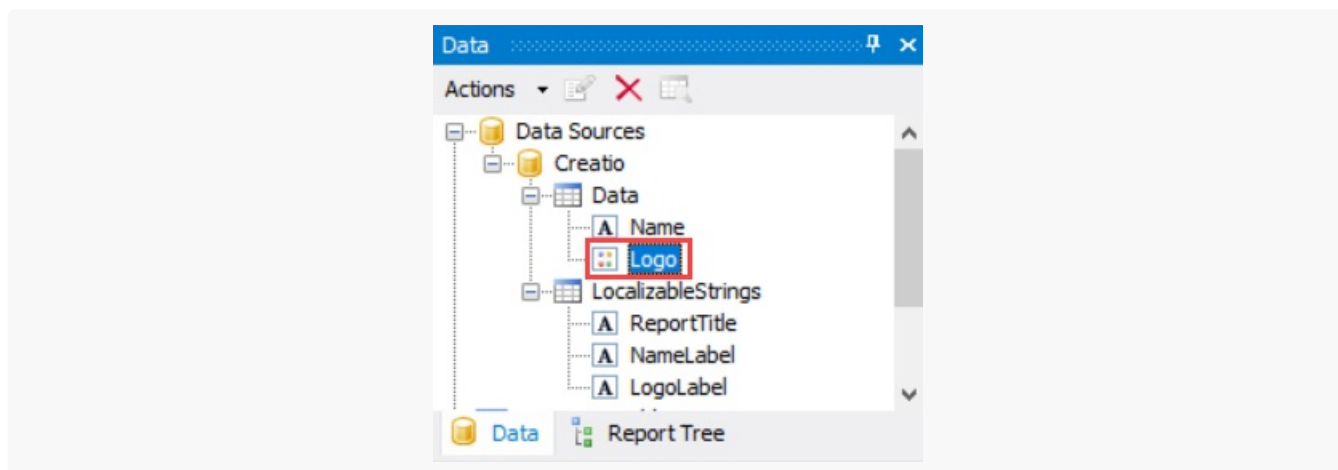 Data
Actions
Data Sources
Creatio
Data
A Name
Logo
LocalizableStrings
A ReportTitle
A NameLabel
A LogoLabel
Data Report Tree